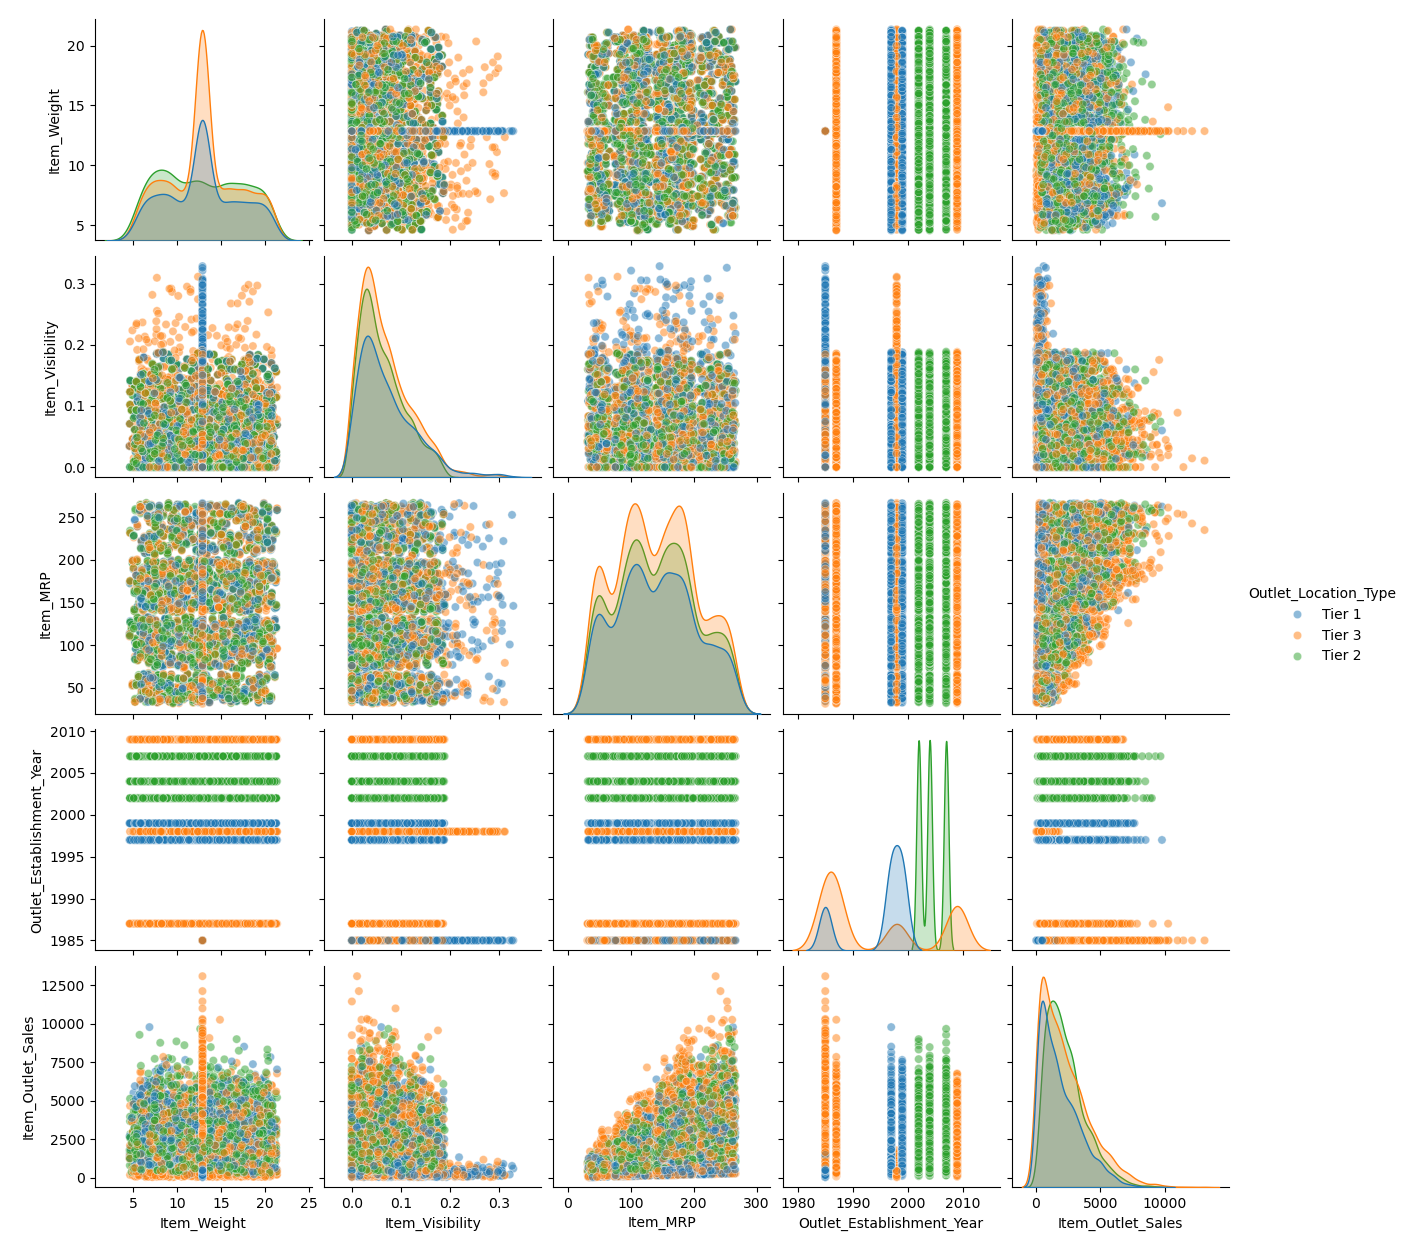 Item_Weight
20
15
10
5
Item_Visibility
0.3
0.2
0.1
0.0
Item_MRP
250
200
150
100
50
Outlet_Establishment_Year
2010
2005
2000
1995
1990
1985
Item_Outlet_Sales
12500
10000
7500
5000
2500
0
5 10 15 20 25
Item_Weight
0.0 0.1 0.2 0.3
Item_Visibility
0 100 200 300
Item_MRP
1980 1990 2000 2010
Outlet_Establishment_Year
0 5000 10000
Item_Outlet_Sales
Outlet_Location_Type
Tier 1
Tier 3
Tier 2